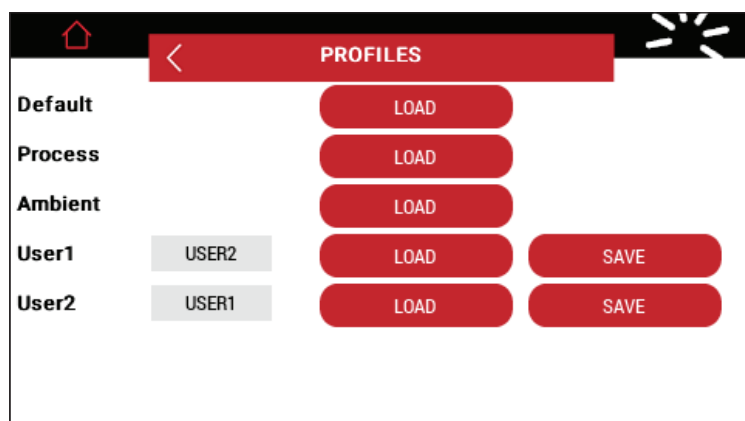 PROFILES
Default LOAD
Process LOAD
Ambient LOAD
User1 USER2 LOAD SAVE
User2 USER1 LOAD SAVE